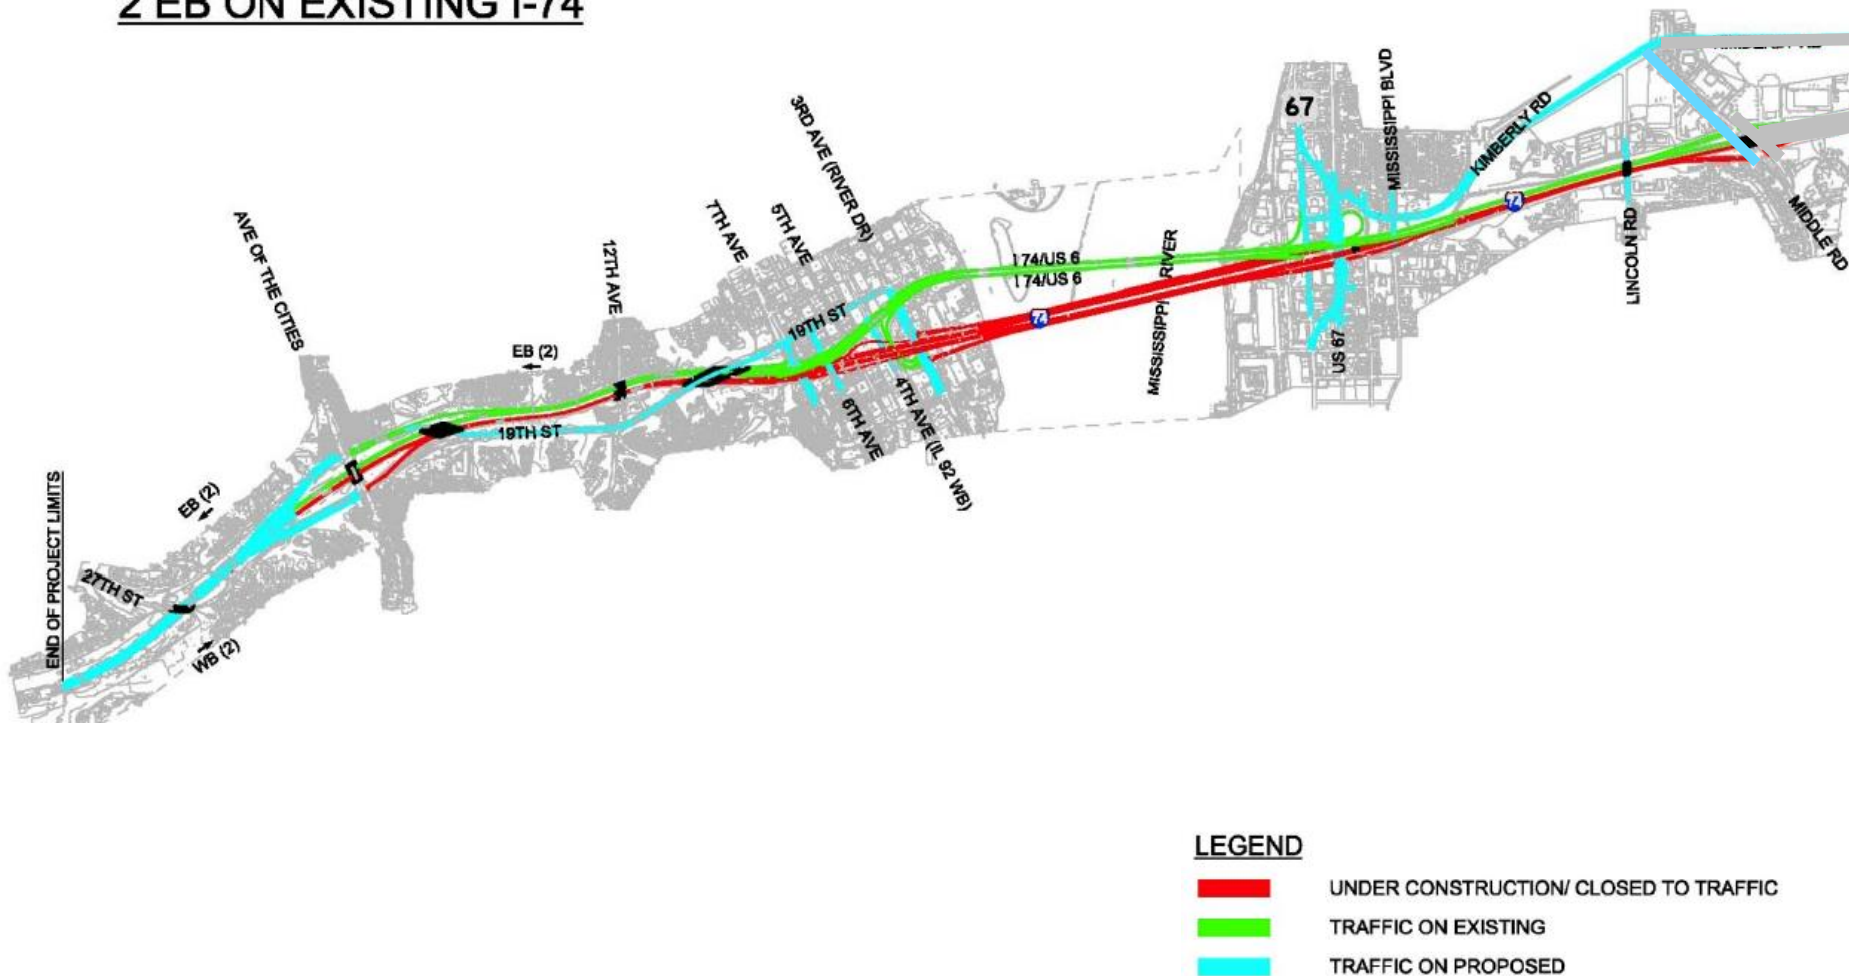 2 EB ON EXISTING I-74
67
MISSISSIPPI BLVD
KIMBERLY RD
3RD AVE (RIVER DR)
7TH AVE
5TH AVE
AVE OF THE CITIES
12TH AVE
I 74/US 6
I 74/US 6
MISSISSIPPI RIVER
74
74
LINCOLN RD
MIDDLE RD
19TH ST
EB (2)
US 67
4TH AVE (IL 92 WB)
6TH AVE
19TH ST
EB (2)
END OF PROJECT LIMITS
27TH ST
WB (2)
LEGEND
UNDER CONSTRUCTION/ CLOSED TO TRAFFIC
TRAFFIC ON EXISTING
TRAFFIC ON PROPOSED